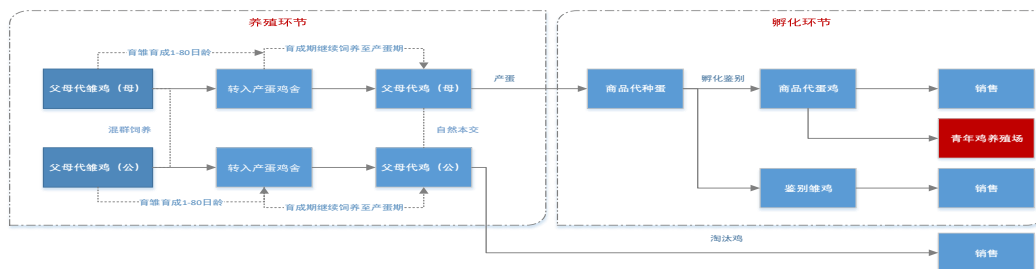 养殖环节
孵化环节
育雏育成1-80日龄
育成期继续饲养至产蛋期
父母代雏鸡（母）
转入产蛋鸡舍
父母代鸡（母）
产蛋
商品代种蛋
孵化鉴别
商品代蛋鸡
销售
混群饲养
自然本交
青年鸡养殖场
父母代雏鸡（公）
转入产蛋鸡舍
父母代鸡（公）
鉴别雏鸡
销售
育雏育成1-80日龄
育成期继续饲养至产蛋期
淘汰鸡
销售